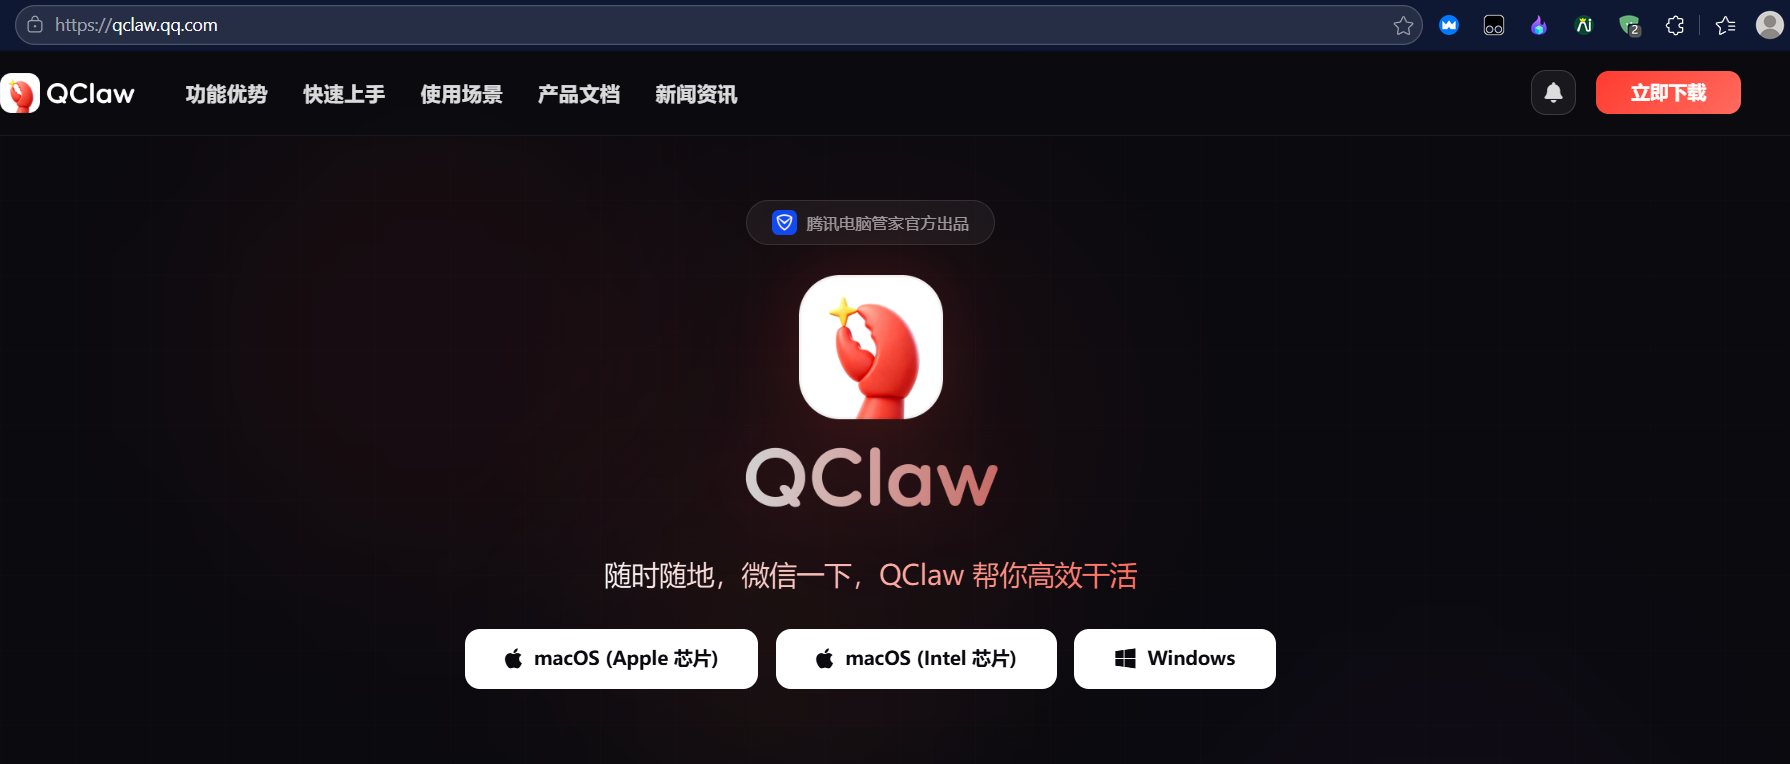 https://qclaw.qq.com
2
QClaw
功能优势 快速上手 使用场景 产品文档 新闻资讯
立即下载
腾讯电脑管家官方出品
QClaw
随时随地，微信一下，QClaw 帮你高效干活
macOS (Apple 芯片) macOS (Intel 芯片) Windows